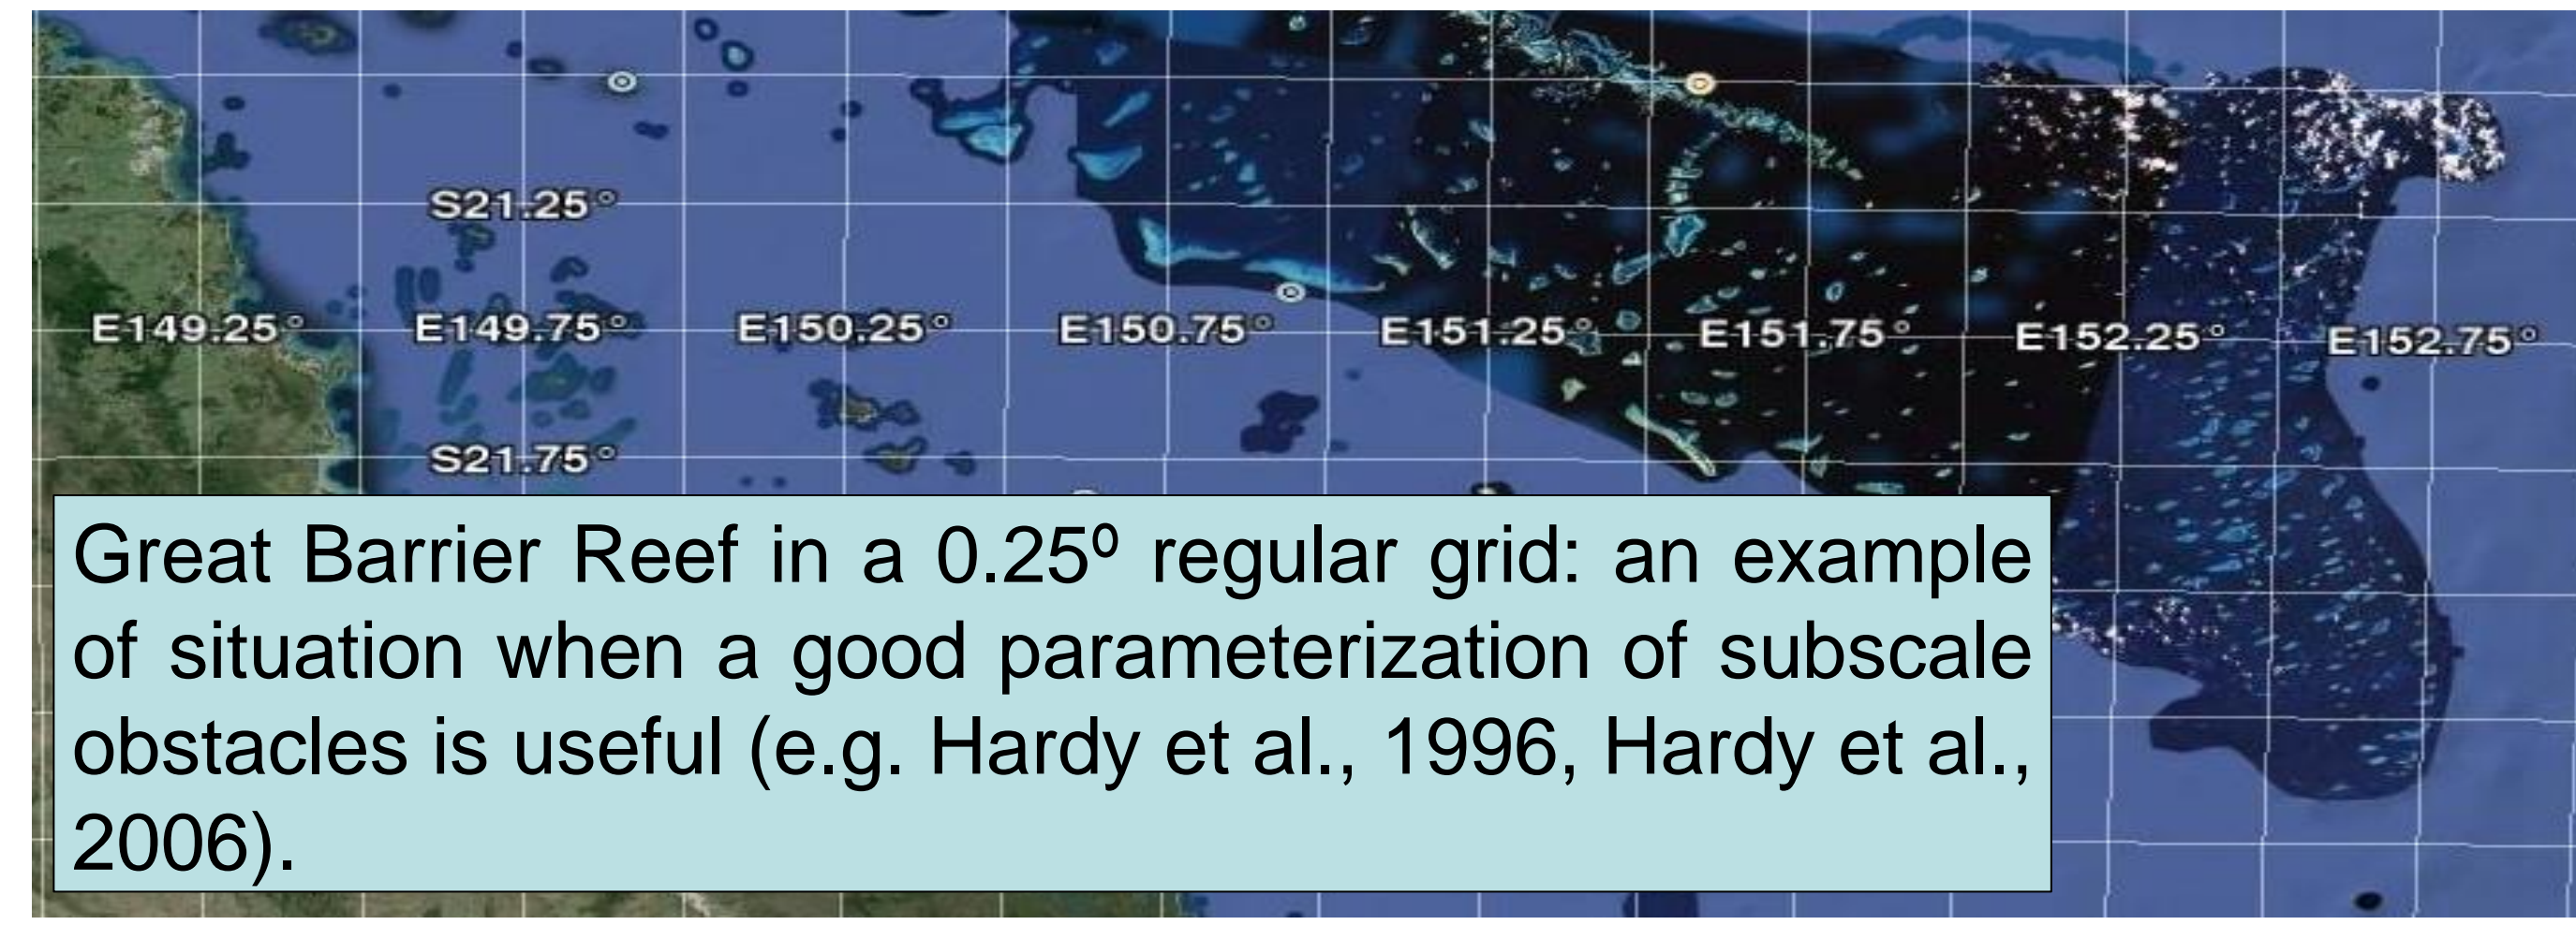 S21.25°
E149.25° E149.75° E150.25° E150.75° E151.25° E151.75° E152.25° E152.75°
S21.75°
Great Barrier Reef in a 0.25º regular grid: an example
of situation when a good parameterization of subscale
obstacles is useful (e.g. Hardy et al., 1996, Hardy et al.,
2006).